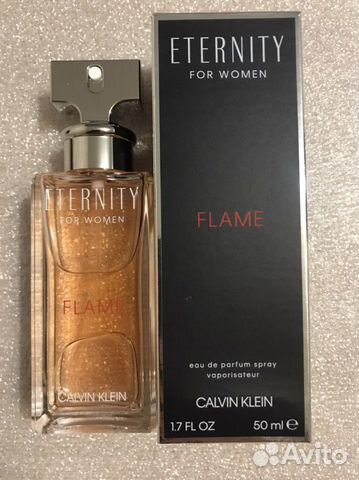 ETERNITY
FOR WOMEN
FLAME
CALVIN KLEIN
ETERNITY
FOR WOMEN
FLAME
eau de parfum spray
vaporisateur
CALVIN KLEIN
1.7 FL OZ 50 ml e
Avito